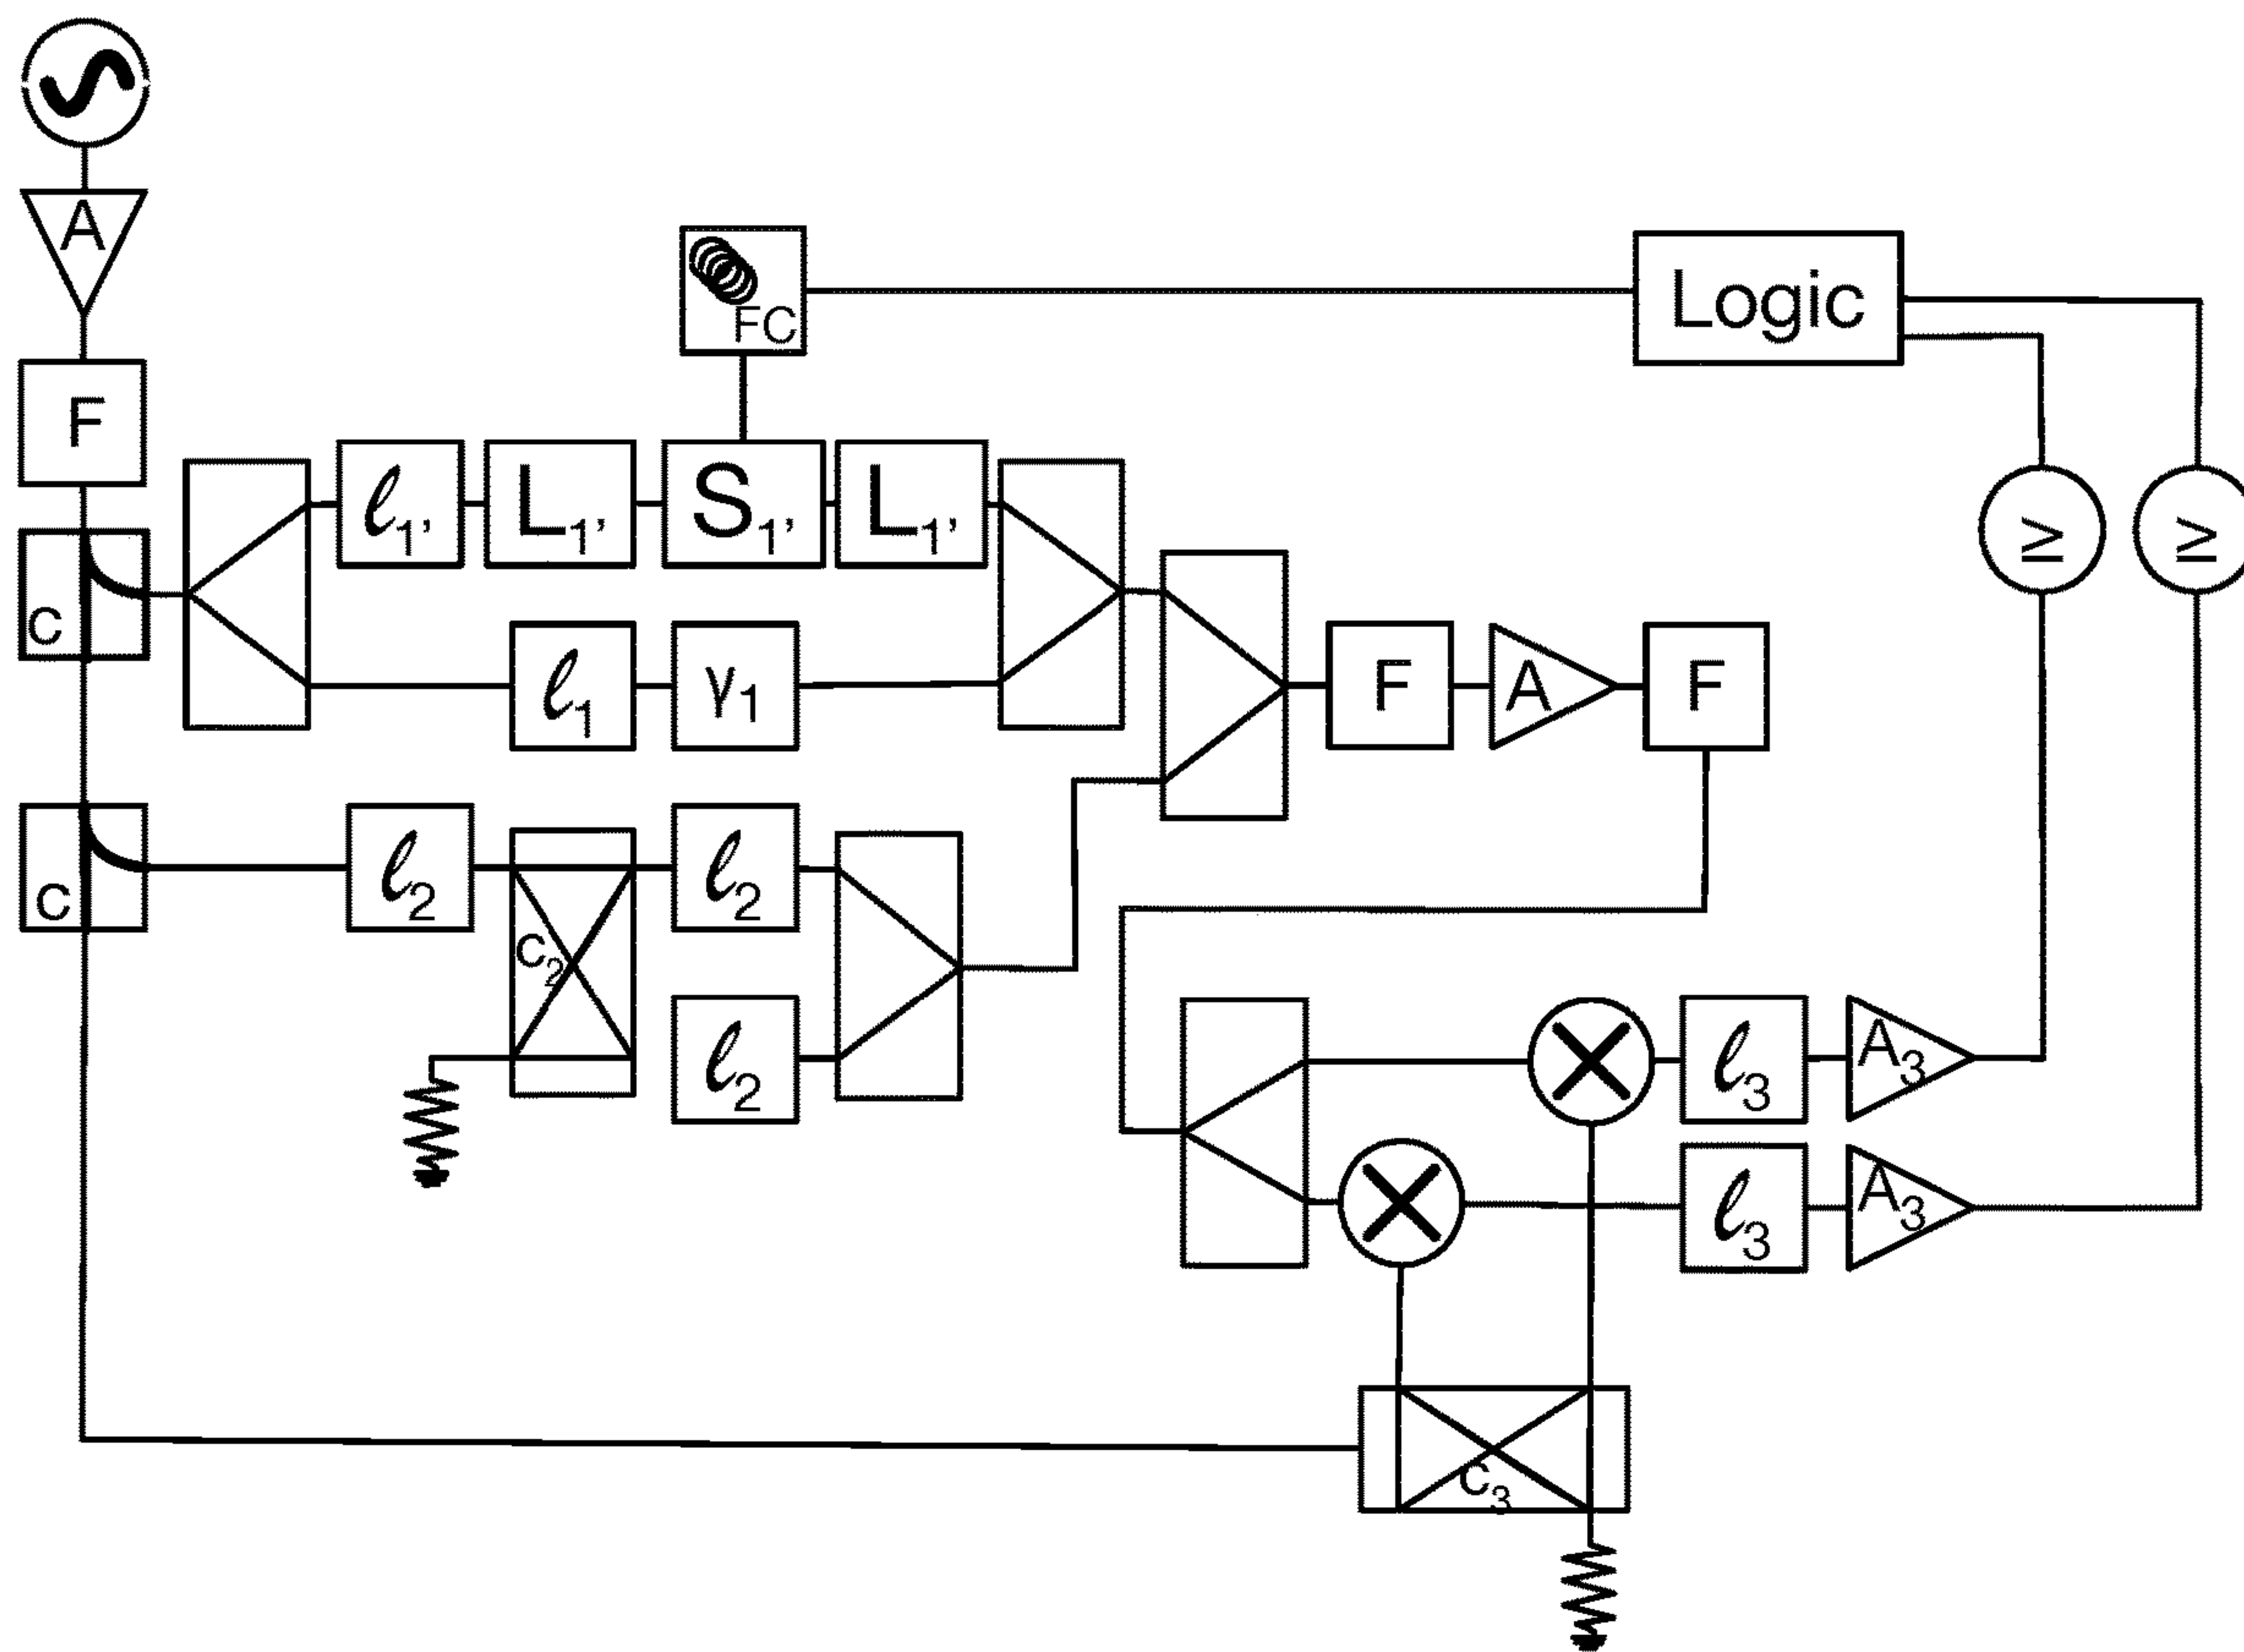 A
FC
Logic
F
ℓ1' L1' S1' L1'
≥ ≥
C
ℓ1 γ1
F A F
C
ℓ2 C2 ℓ2
ℓ2
ℓ3 A3
ℓ3 A3
C3